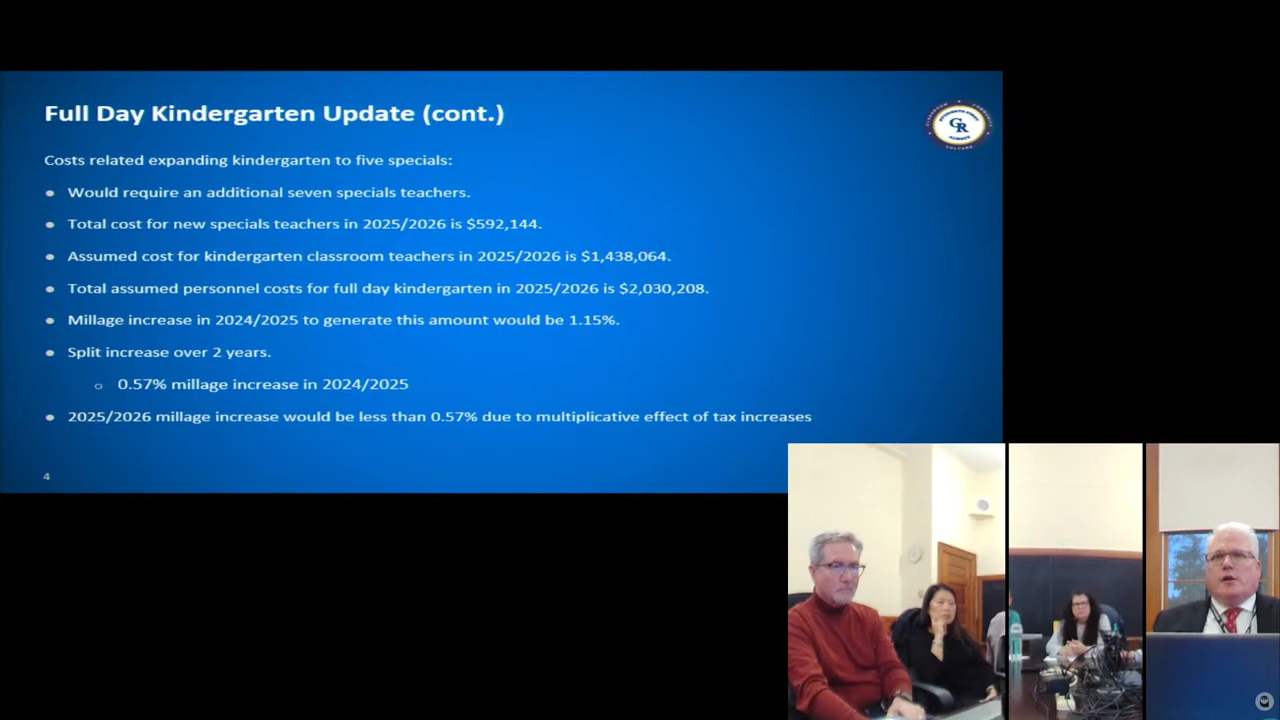 Full Day Kindergarten Update (cont.)
GR
Costs related expanding kindergarten to five specials:
Would require an additional seven specials teachers.
Total cost for new specials teachers in 2025/2026 is $592,144.
Assumed cost for kindergarten classroom teachers in 2025/2026 is $1,438,064.
Total assumed personnel costs for full day kindergarten in 2025/2026 is $2,030,208.
Millage increase in 2024/2025 to generate this amount would be 1.15%.
Split increase over 2 years.
0.57% millage increase in 2024/2025
2025/2026 millage increase would be less than 0.57% due to multiplicative effect of tax increases
4